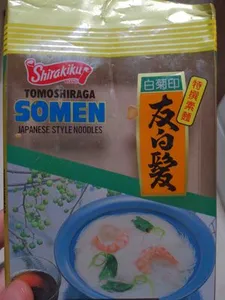 Shirakiku
TOMOSHIRAGA
SOMEN
JAPANESE STYLE NOODLES
白菊印
特撰素麺
友白髪